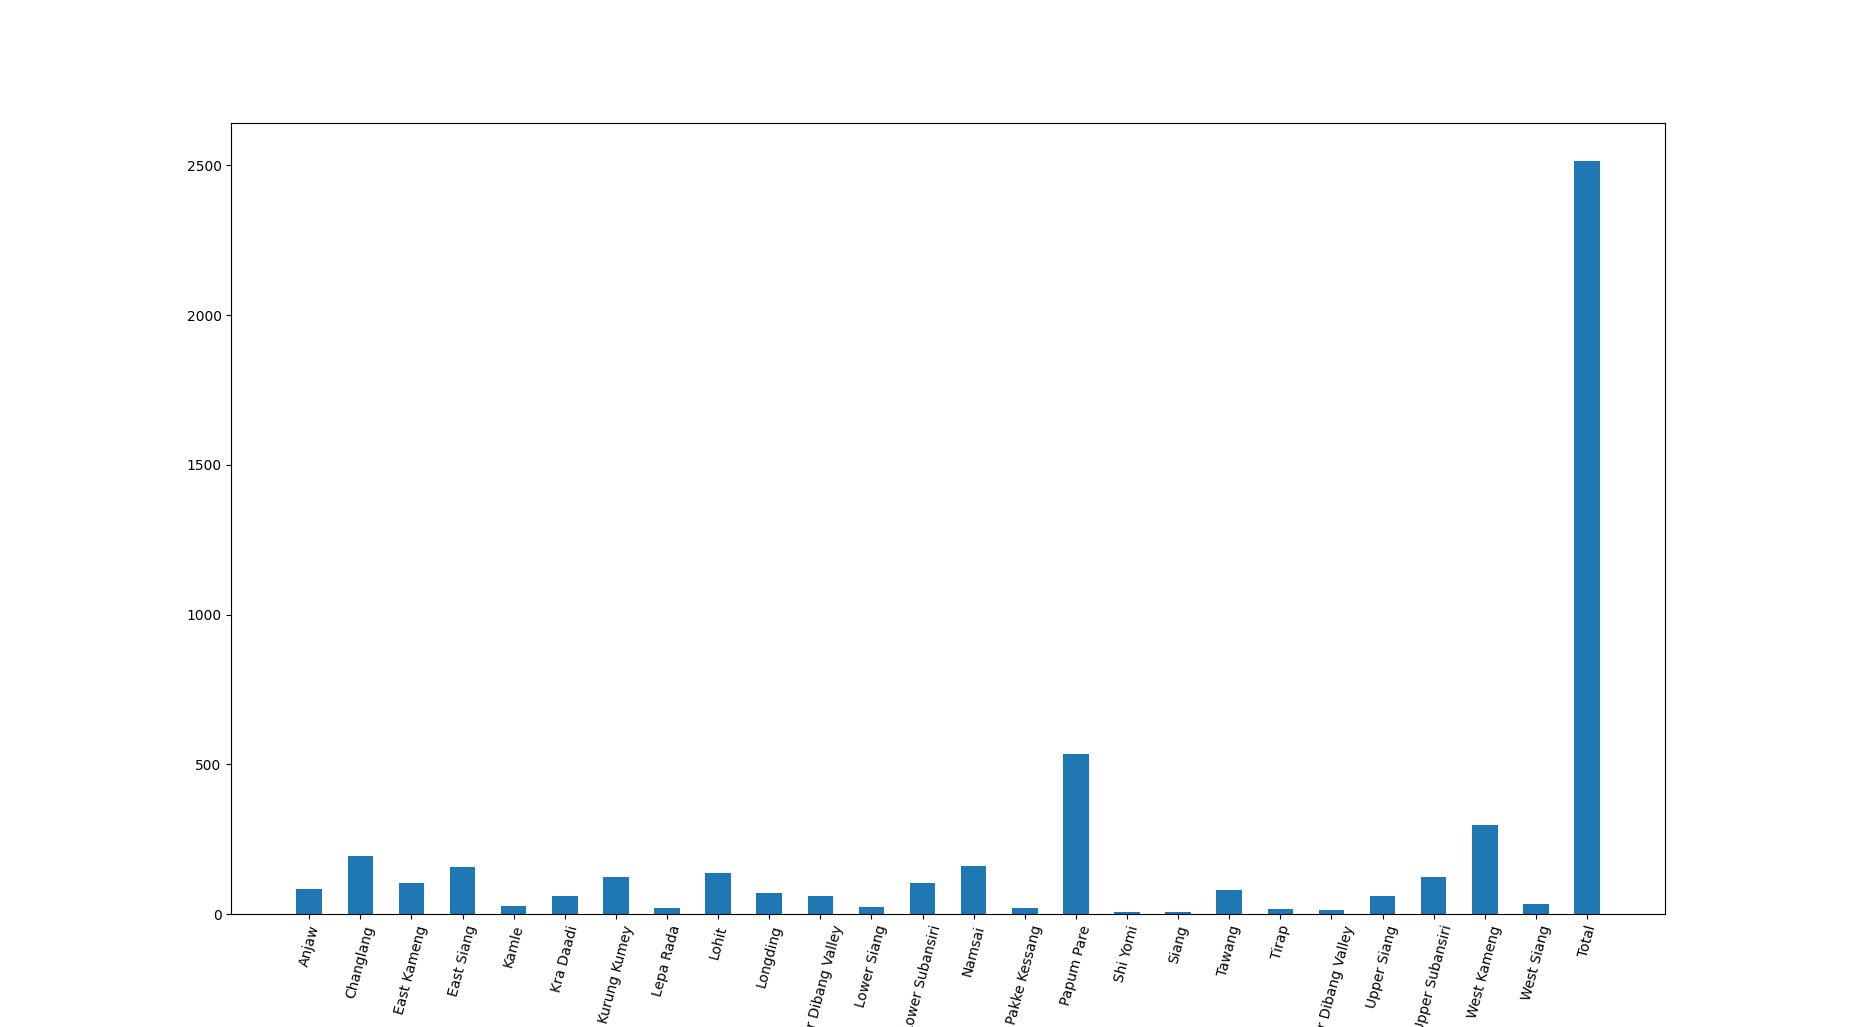 2500
2000
1500
1000
500
0
Anjaw
Changlang
East Kameng
East Siang
Kamle
Kra Daadi
Kurung Kumey
Lepa Rada
Lohit
Longding
r Dibang Valley
Lower Siang
ower Subansiri
Namsai
Pakke Kessang
Papum Pare
Shi Yomi
Siang
Tawang
Tirap
r Dibang Valley
Upper Siang
Upper Subansiri
West Kameng
West Siang
Total